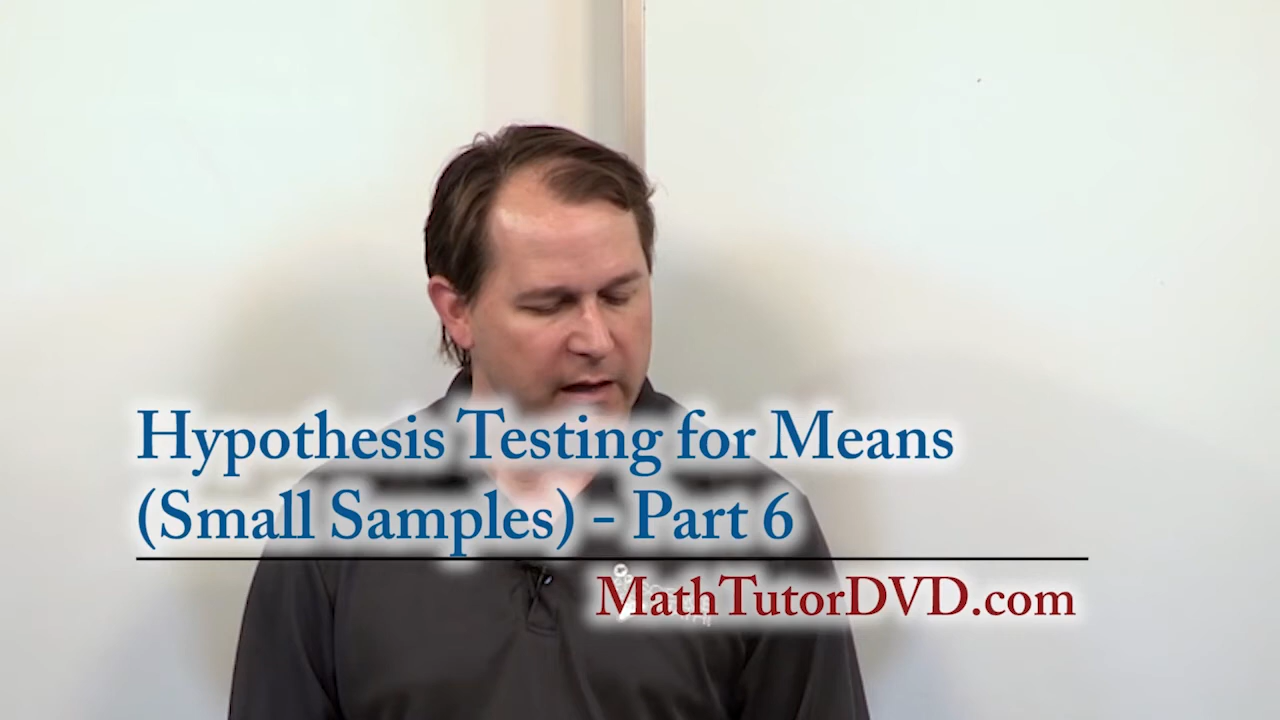 Hypothesis Testing for Means
(Small Samples) - Part 6
MathTutorDVD.com